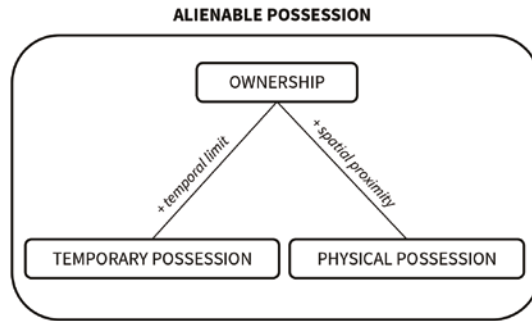 ALIENABLE POSSESSION
OWNERSHIP
+ temporal limit
+ spatial proximity
TEMPORARY POSSESSION
PHYSICAL POSSESSION